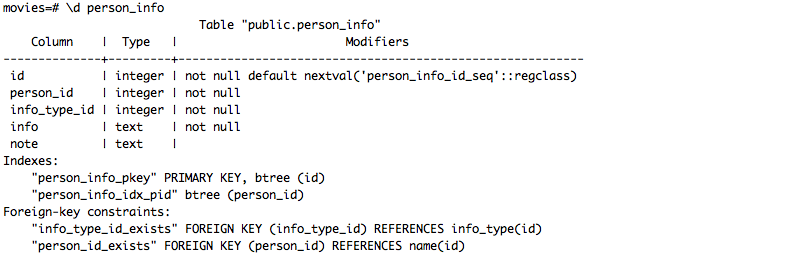 movies=# \d person_info
                            Table "public.person_info"
    Column    |  Type   |                        Modifiers
--------------+---------+----------------------------------------------------------
 id           | integer | not null default nextval('person_info_id_seq'::regclass)
 person_id    | integer | not null
 info_type_id | integer | not null
 info         | text    | not null
 note         | text    |
Indexes:
    "person_info_pkey" PRIMARY KEY, btree (id)
    "person_info_idx_pid" btree (person_id)
Foreign-key constraints:
    "info_type_id_exists" FOREIGN KEY (info_type_id) REFERENCES info_type(id)
    "person_id_exists" FOREIGN KEY (person_id) REFERENCES name(id)